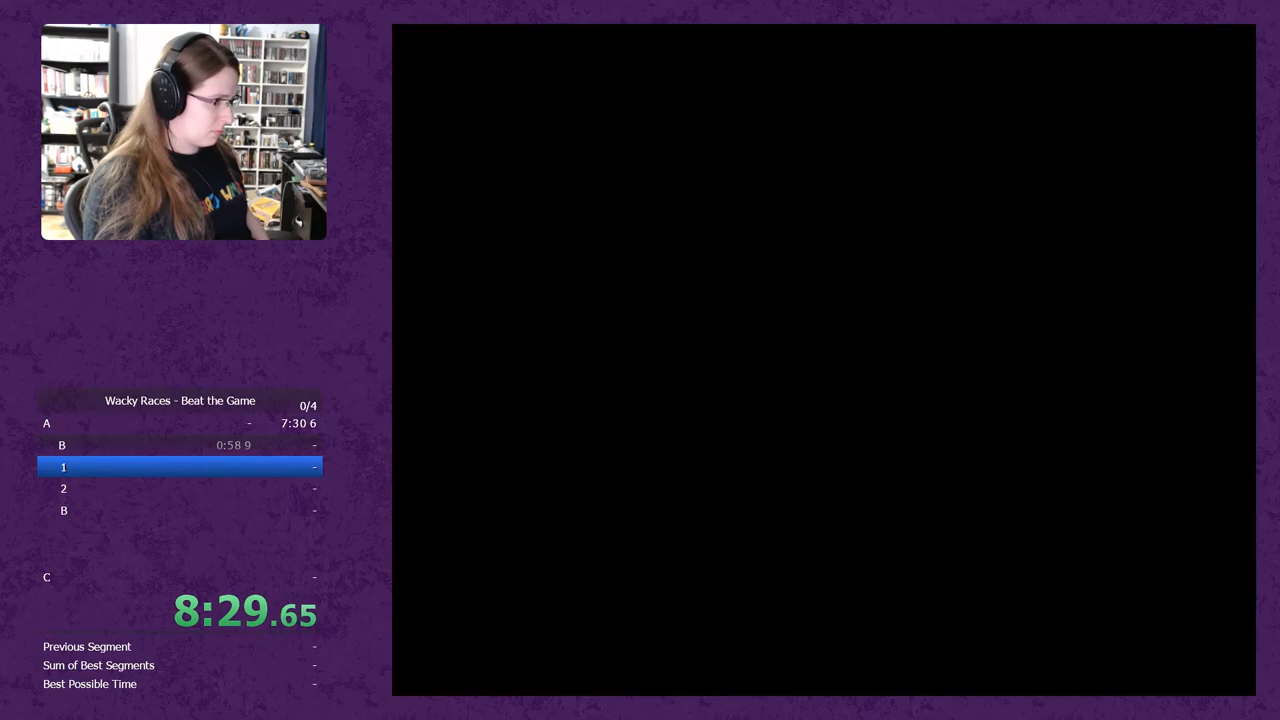 Wacky Races - Beat the Game
0/4
A - 7:30 6
B 0:58 9 -
1 -
2 -
B -
C -
8:29.65
Previous Segment -
Sum of Best Segments -
Best Possible Time -